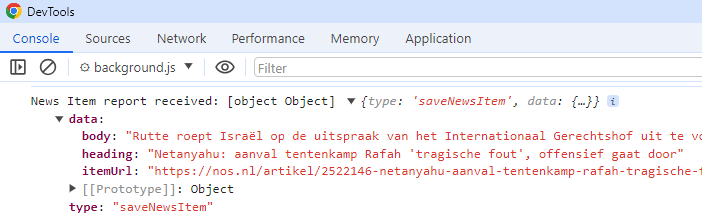 DevTools
Console Sources Network Performance Memory Application
background.js Filter
News Item report received: [object Object] {type: 'saveNewsItem', data: {…}} i
data:
body: "Rutte roept Israël op de uitspraak van het Internationaal Gerechtshof uit te
heading: "Netanyahu: aanval tentenkamp Rafah 'tragische fout', offensief gaat door"
itemUrl: "https://nos.nl/artikel/2522146-netanyahu-aanval-tentenkamp-rafah-tragische-
[[Prototype]]: Object
type: "saveNewsItem"